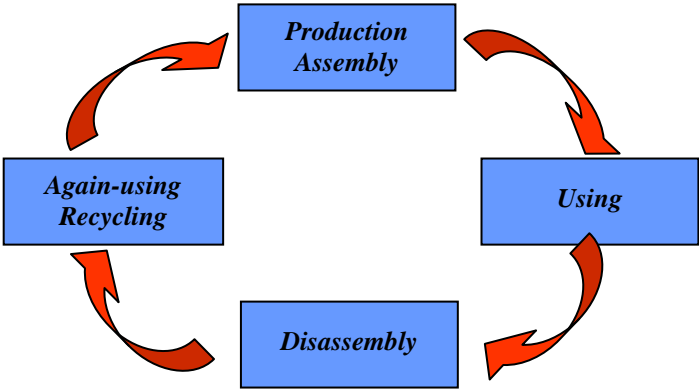 Production
Assembly
Again-using
Recycling
Using
Disassembly